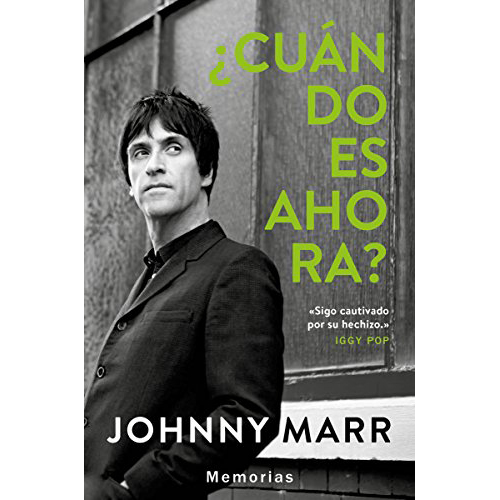 ¿CUÁN
DO
ES
AHO
RA?
«Sigo cautivado
por su hechizo.»
IGGY POP
JOHNNY MARR
Memorias